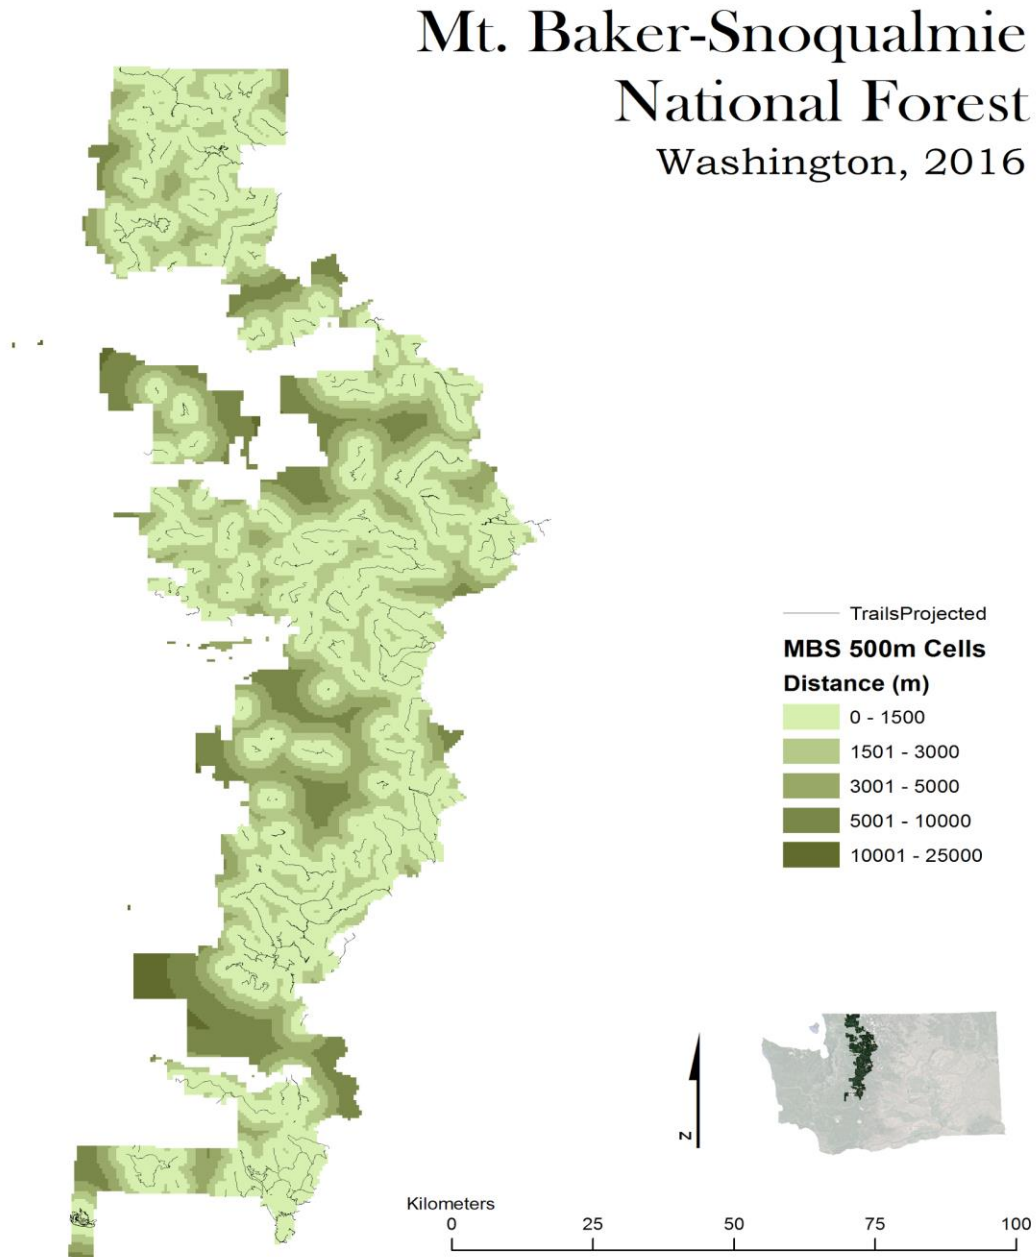 Mt. Baker-Snoqualmie
National Forest
Washington, 2016
TrailsProjected
MBS 500m Cells
Distance (m)
0 - 1500
1501 - 3000
3001 - 5000
5001 - 10000
10001 - 25000
N
Kilometers
0 25 50 75 100